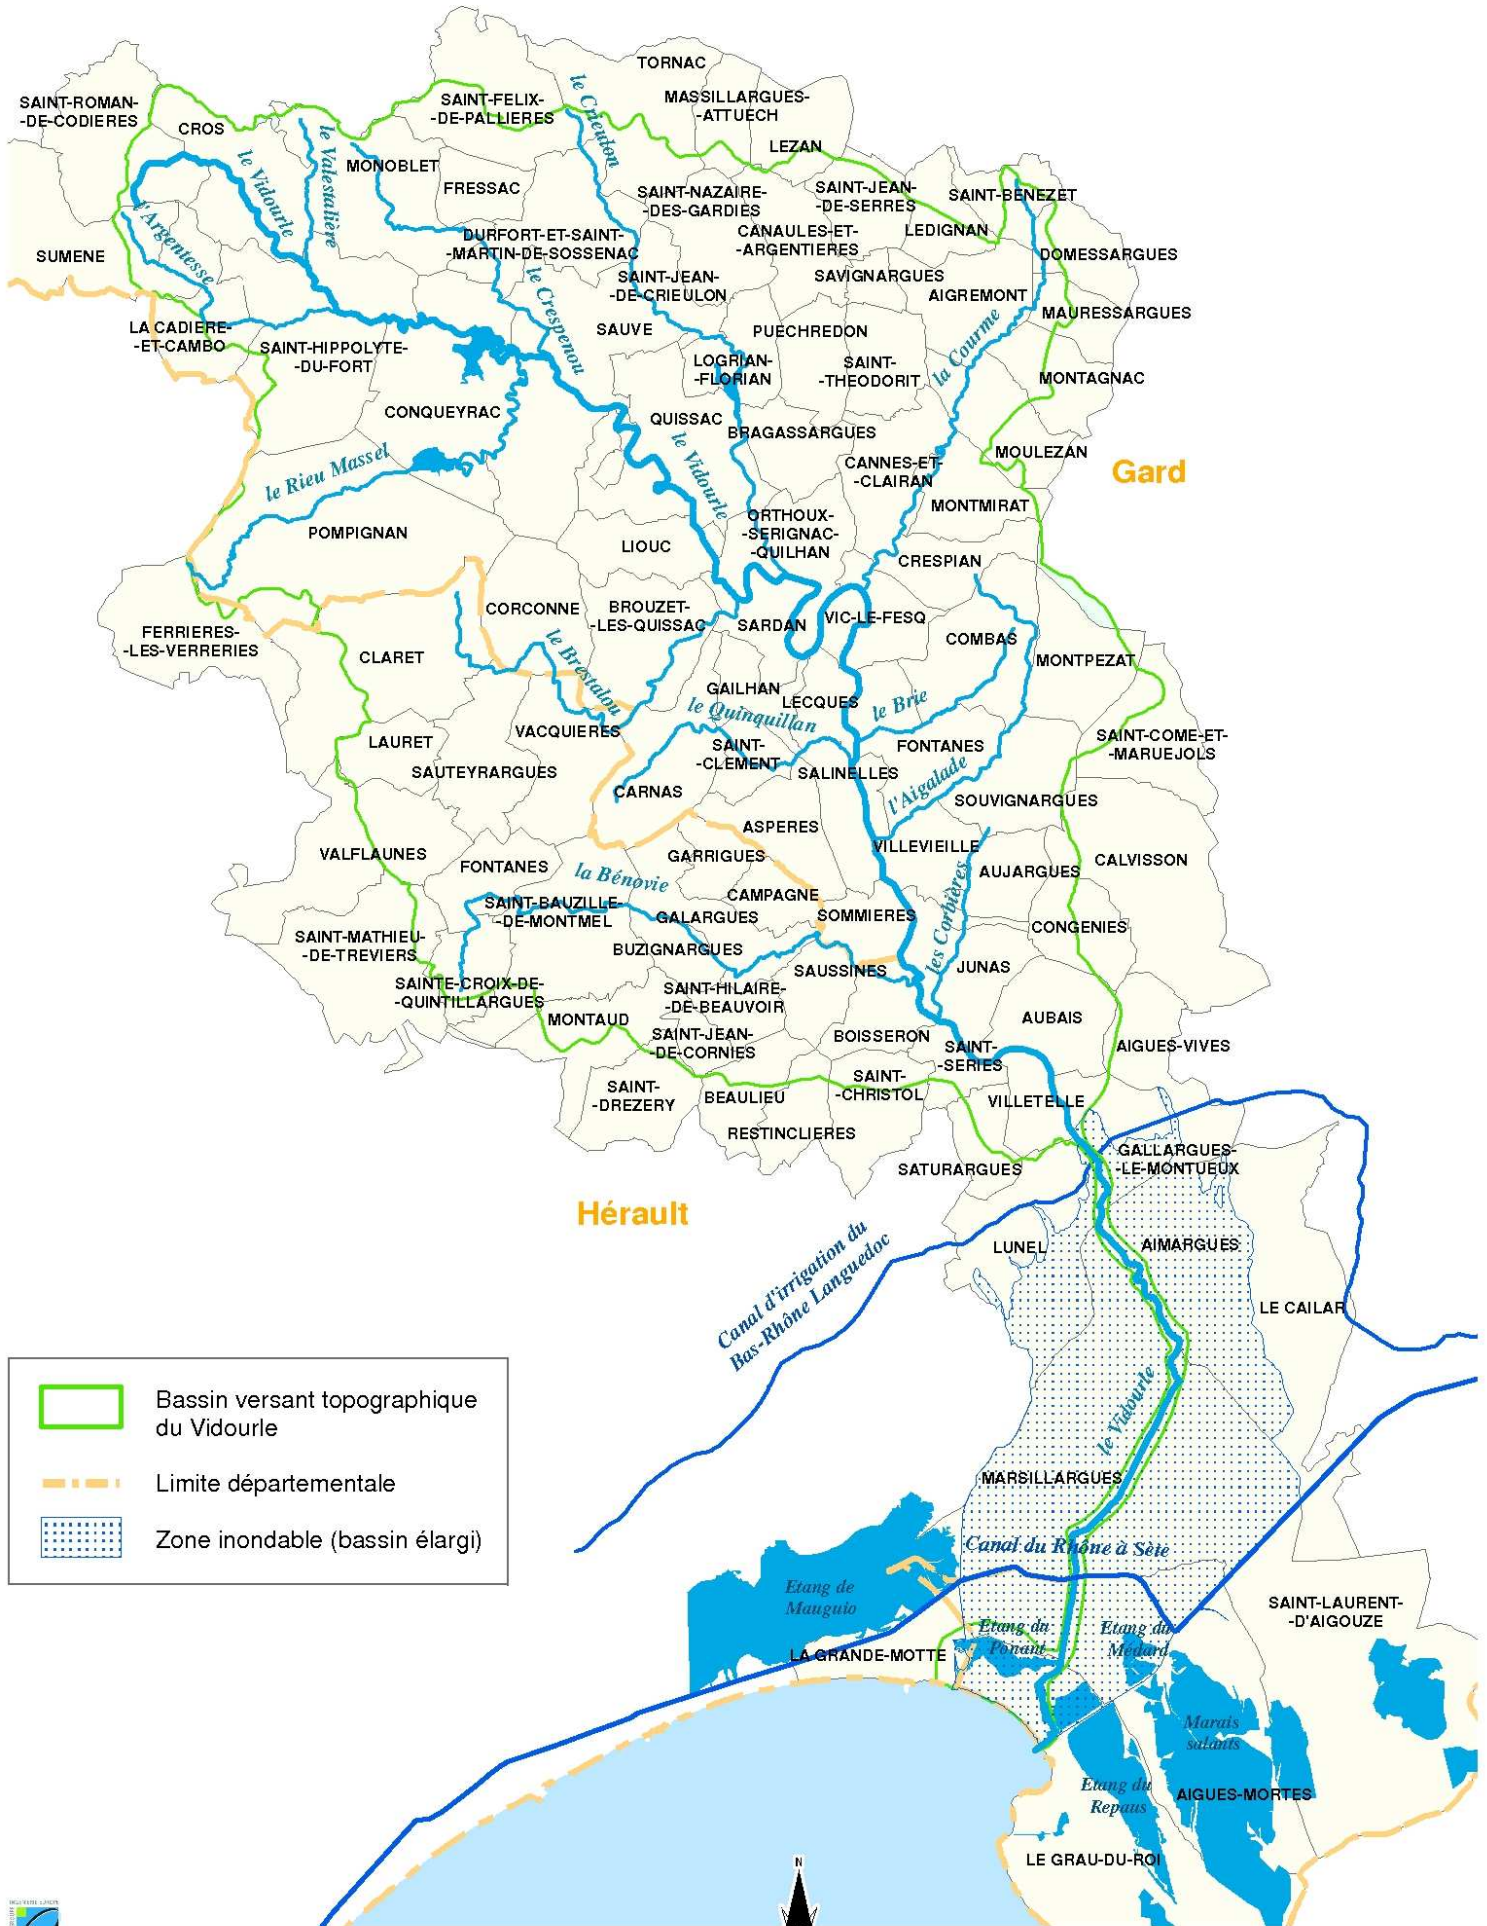 TORNAC
SAINT-ROMAN-
-DE-CODIERES
CROS
SAINT-FELIX-
-DE-PALLIERES
le Crieulon
MASSILLARGUES-
-ATTUECH
LEZAN
le Vidourle
le Valestalière
MONOBLET
FRESSAC
SAINT-NAZAIRE-
-DES-GARDIES
SAINT-JEAN-
-DE-SERRES
SAINT-BENEZET
l'Argentesse
SUMENE
DURFORT-ET-SAINT-
-MARTIN-DE-SOSSENAC
CANAULES-ET-
-ARGENTIERES
LEDIGNAN
DOMESSARGUES
SAINT-JEAN-
-DE-CRIEULON
SAVIGNARGUES
AIGREMONT
MAURESSARGUES
LA CADIERE-
-ET-CAMBO
SAINT-HIPPOLYTE-
-DU-FORT
le Crespenou
SAUVE
PUECHREDON
LOGRIAN-
-FLORIAN
SAINT-
-THEODORIT
la Courme
MONTAGNAC
CONQUEYRAC
QUISSAC
BRAGASSARGUES
le Vidourle
MOULEZAN
Gard
le Rieu Massel
CANNES-ET-
-CLAIRAN
MONTMIRAT
POMPIGNAN
LIOUC
ORTHOUX-
-SERIGNAC-
-QUILHAN
CRESPIAN
FERRIERES-
-LES-VERRERIES
CORCONNE
BROUZET-
-LES-QUISSAC
SARDAN
VIC-LE-FESQ
COMBAS
CLARET
le Brestalou
MONTPEZAT
GAILHAN
LECQUES
le Brie
le Quinquillan
LAURET
VACQUIERES
SAINT-
-CLEMENT
FONTANES
SAINT-COME-ET-
-MARUEJOLS
SAUTEYRARGUES
CARNAS
SALINELLES
l'Aigalade
SOUVIGNARGUES
ASPERES
VALFLAUNES
FONTANES
la Bénovie
GARRIGUES
VILLEVIEILLE
AUJARGUES
CALVISSON
SAINT-BAUZILLE-
-DE-MONTMEL
CAMPAGNE
GALARGUES
SOMMIERES
les Corbières
CONGENIES
SAINT-MATHIEU-
-DE-TREVIERS
BUZIGNARGUES
SAUSSINES
JUNAS
SAINTE-CROIX-DE-
-QUINTILLARGUES
SAINT-HILAIRE-
-DE-BEAUVOIR
MONTAUD
SAINT-JEAN-
-DE-CORNIES
BOISSERON
SAINT-
-SERIES
AUBAIS
AIGUES-VIVES
SAINT-
-DREZERY
BEAULIEU
SAINT-
-CHRISTOL
VILLETELLE
RESTINCLIERES
SATURARGUES
GALLARGUES-
-LE-MONTUEUX
Hérault
Canal d'irrigation du
Bas-Rhône Languedoc
LUNEL
AIMARGUES
LE CAILAR
le Vidourle
Bassin versant topographique
du Vidourle
Limite départementale
Zone inondable (bassin élargi)
MARSILLARGUES
Canal du Rhône à Sète
Etang de
Mauguio
SAINT-LAURENT-
-D'AIGOUZE
Etang du
Ponant
Etang du
Médard
LA GRANDE-MOTTE
Marais
salants
Etang du
Repaus
AIGUES-MORTES
LE GRAU-DU-ROI
N